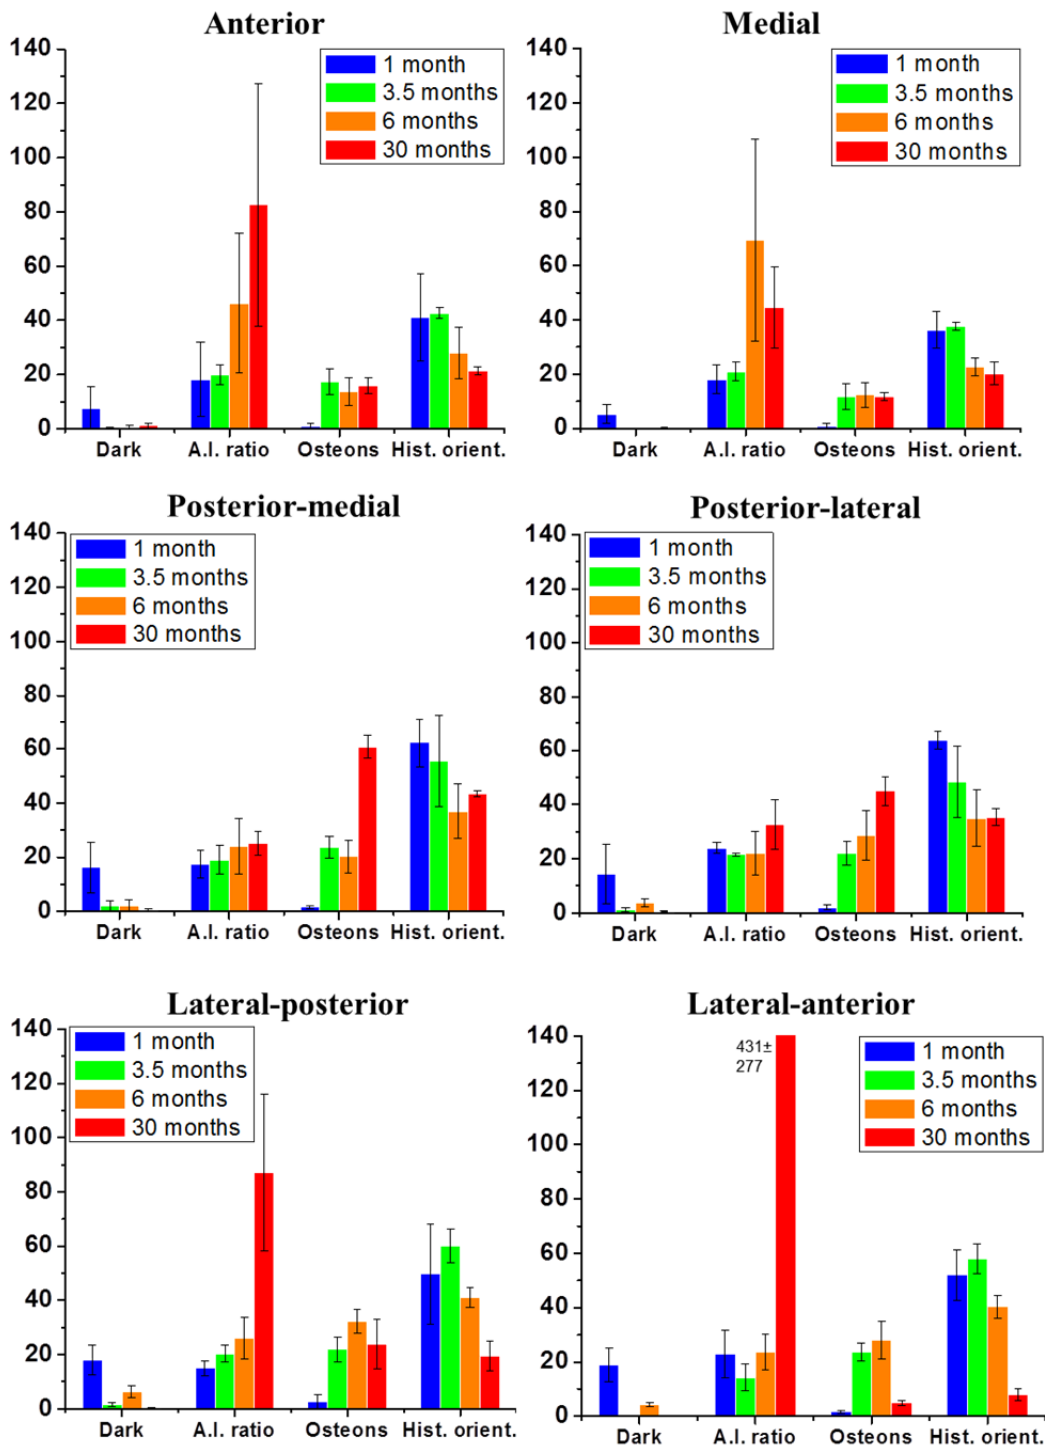 Anterior
140
120
100
80
60
40
20
0
1 month
3.5 months
6 months
30 months
Dark A.I. ratio Osteons Hist. orient.
Medial
140
120
100
80
60
40
20
0
1 month
3.5 months
6 months
30 months
Dark A.I. ratio Osteons Hist. orient.
Posterior-medial
140
120
100
80
60
40
20
0
1 month
3.5 months
6 months
30 months
Dark A.I. ratio Osteons Hist. orient.
Posterior-lateral
140
120
100
80
60
40
20
0
1 month
3.5 months
6 months
30 months
Dark A.I. ratio Osteons Hist. orient.
Lateral-posterior
140
120
100
80
60
40
20
0
1 month
3.5 months
6 months
30 months
Dark A.I. ratio Osteons Hist. orient.
Lateral-anterior
140
120
100
80
60
40
20
0
431±
277
1 month
3.5 months
6 months
30 months
Dark A.I. ratio Osteons Hist. orient.